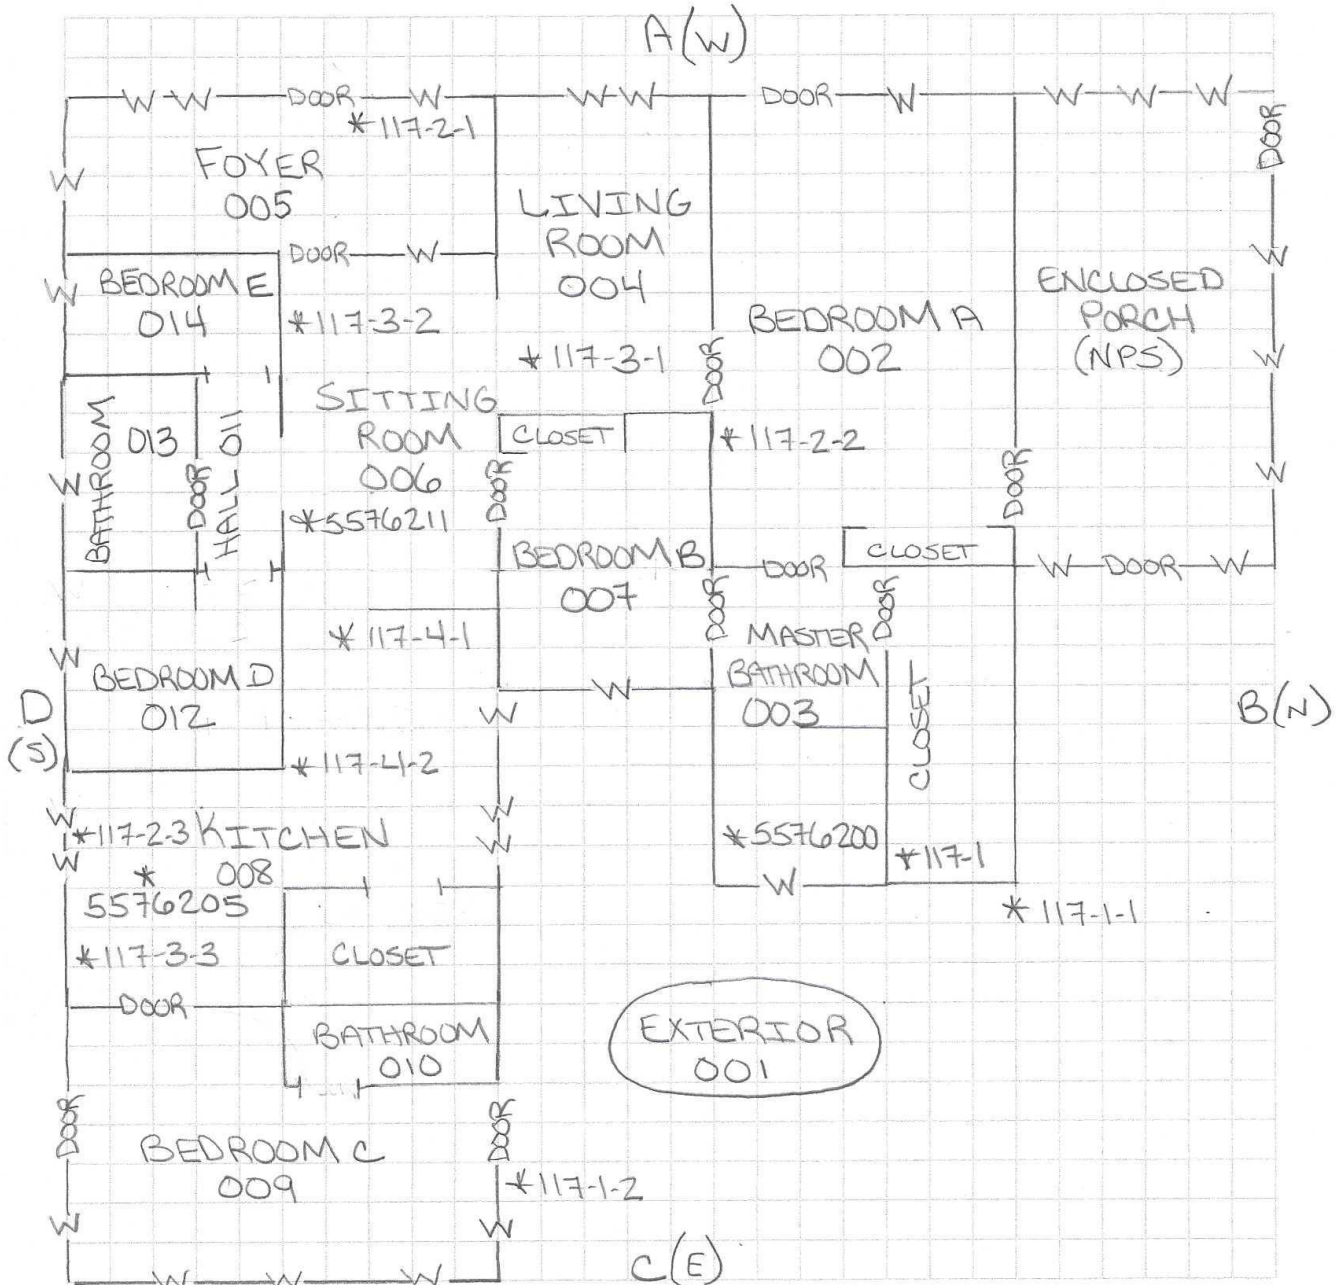 A(W)
W W DOOR W W W DOOR W W W W
*117-2-1
DOOR
FOYER
005
W
LIVING
ROOM
004
DOOR W
W
W
BEDROOM E
014
*117-3-2
ENCLOSED
PORCH
(NPS)
BEDROOM A
002
*117-3-1
DOOR
W
SITTING
ROOM
006
BATHROOM
013
HALL 011
DOOR
W
CLOSET
*117-2-2
DOOR
DOOR
W
*5576211
BEDROOM B
007
DOOR
CLOSET
W DOOR W
DOOR
DOOR
*117-4-1
MASTER
BATHROOM
003
W
BEDROOM D
012
W
W
CLOSET
D
(S)
B(N)
*117-4-2
W
W
*117-2-3 KITCHEN
008
W
W
*5576200
*117-1
*
5576205
W
*117-1-1
*117-3-3
CLOSET
DOOR
BATHROOM
010
EXTERIOR
001
DOOR
DOOR
BEDROOM C
009
*117-1-2
W
W
W W W
C(E)